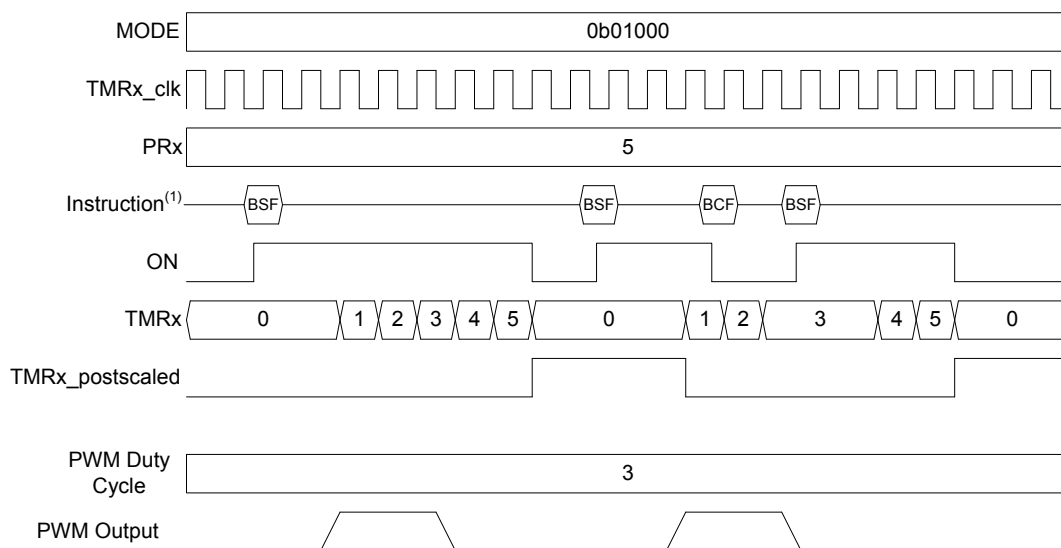 MODE 0b01000
TMRx_clk
PRx 5
Instruction(1) BSF BSF BCF BSF
ON
TMRx 0 1 2 3 4 5 0 1 2 3 4 5 0
TMRx_postscaled
PWM Duty
Cycle 3
PWM Output